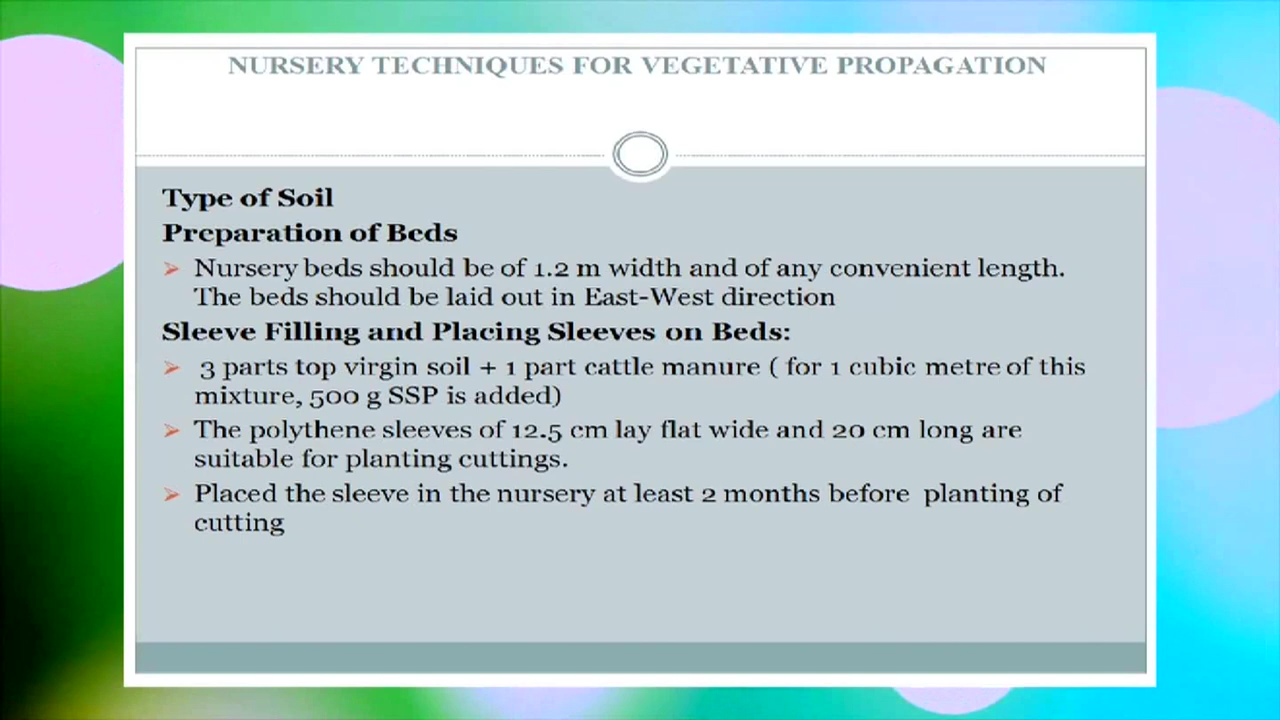 NURSERY TECHNIQUES FOR VEGETATIVE PROPAGATION
Type of Soil
Preparation of Beds
➢ Nursery beds should be of 1.2 m width and of any convenient length.
The beds should be laid out in East-West direction
Sleeve Filling and Placing Sleeves on Beds:
➢ 3 parts top virgin soil + 1 part cattle manure ( for 1 cubic metre of this
mixture, 500 g SSP is added)
➢ The polythene sleeves of 12.5 cm lay flat wide and 20 cm long are
suitable for planting cuttings.
➢ Placed the sleeve in the nursery at least 2 months before planting of
cutting